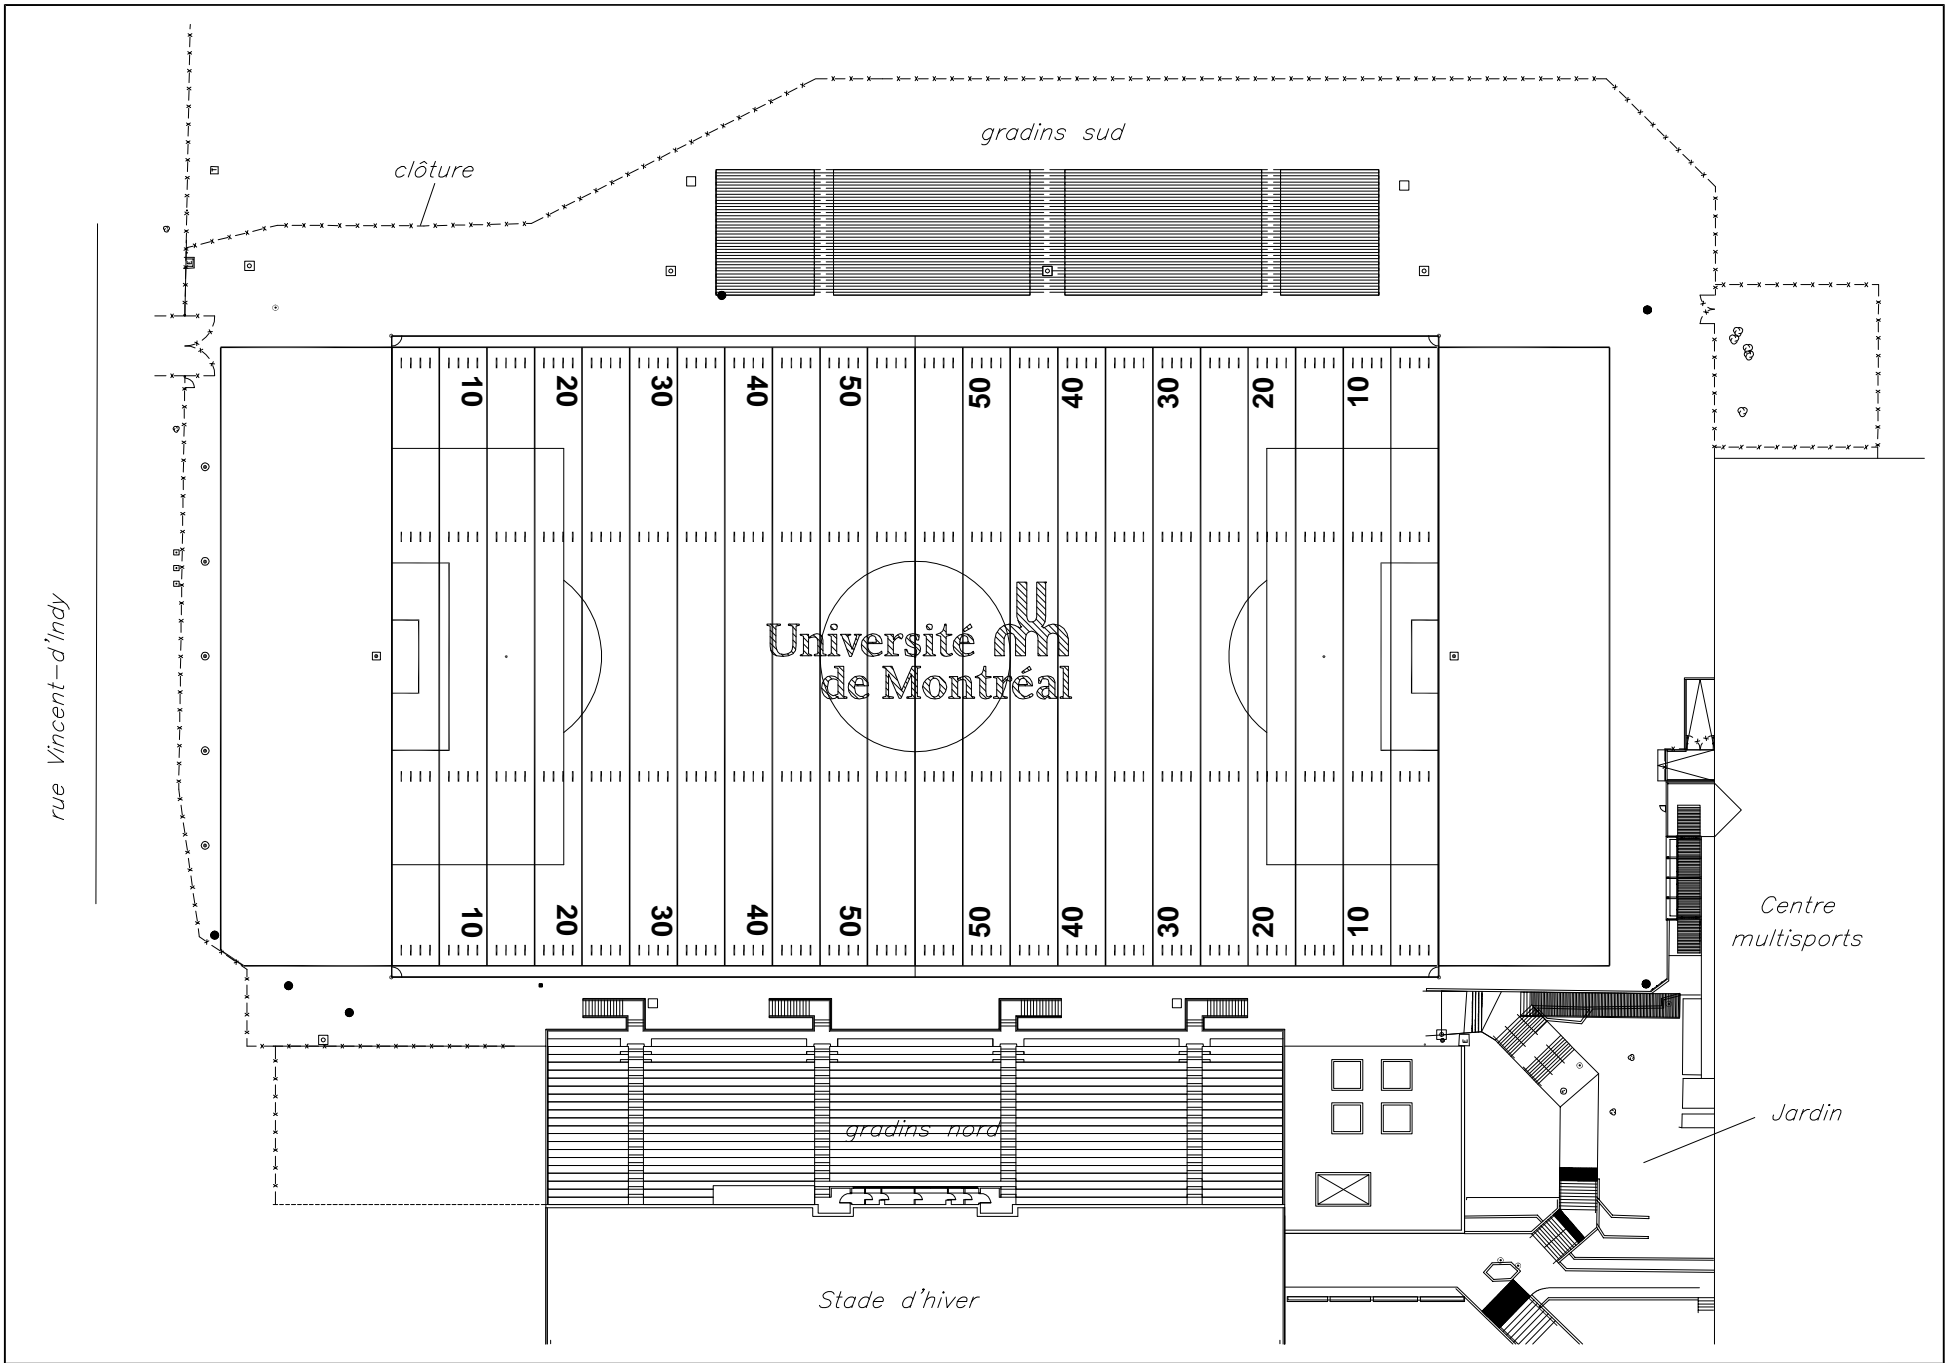 gradins sud
clôture
10 20 30 40 50 50 40 30 20 10
Université
de Montréal
rue Vincent-d'Indy
10 20 30 40 50 50 40 30 20 10
Centre
multisports
Jardin
gradins nord
Stade d'hiver